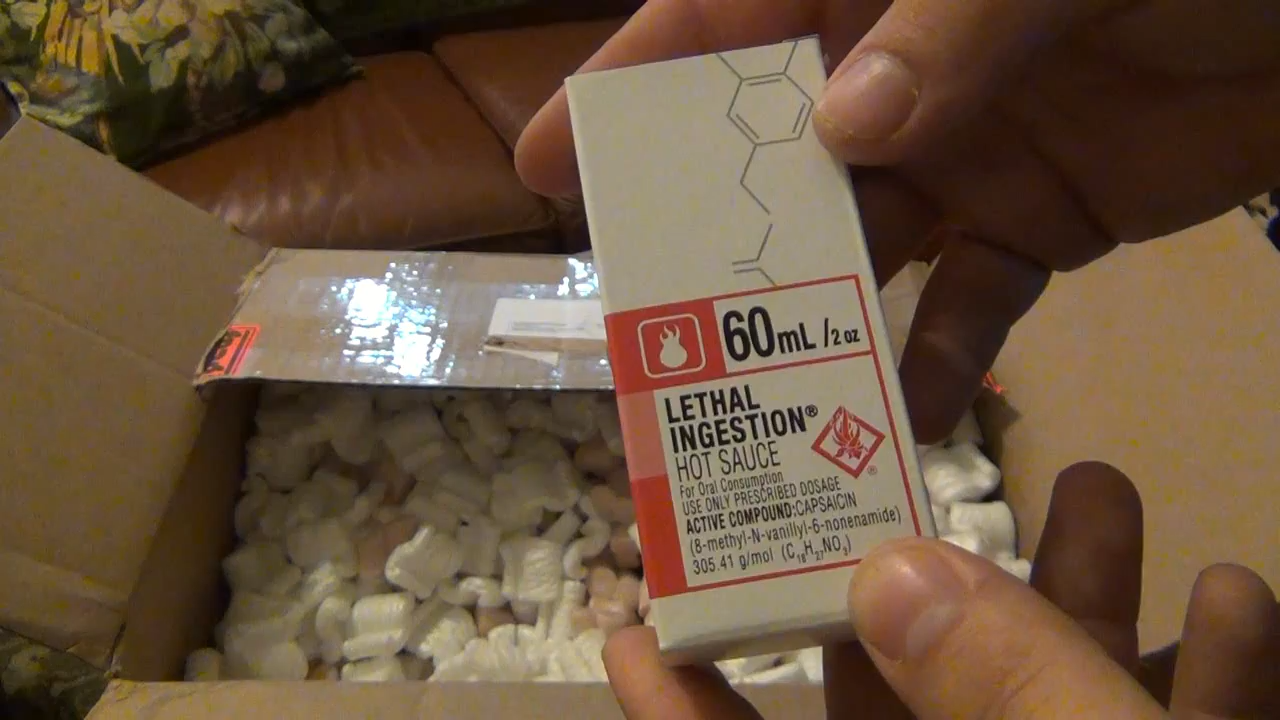 60mL /2 oz
LETHAL
INGESTION®
HOT SAUCE
For Oral Consumption
USE ONLY PRESCRIBED DOSAGE
ACTIVE COMPOUND:CAPSAICIN
(8-methyl-N-vanillyl-6-nonenamide)
305.41 g/mol (C₁₈H₂₇NO₃)
®